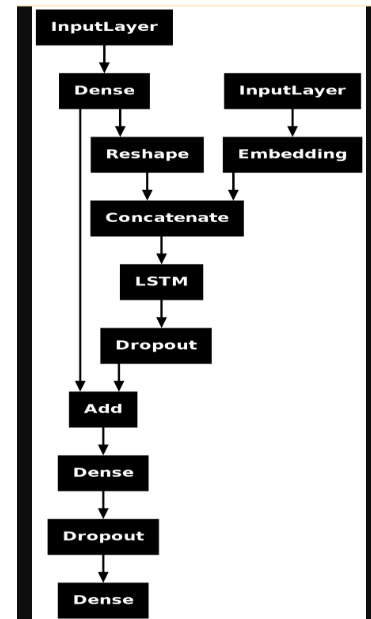 InputLayer
Dense
InputLayer
Reshape
Embedding
Concatenate
LSTM
Dropout
Add
Dense
Dropout
Dense